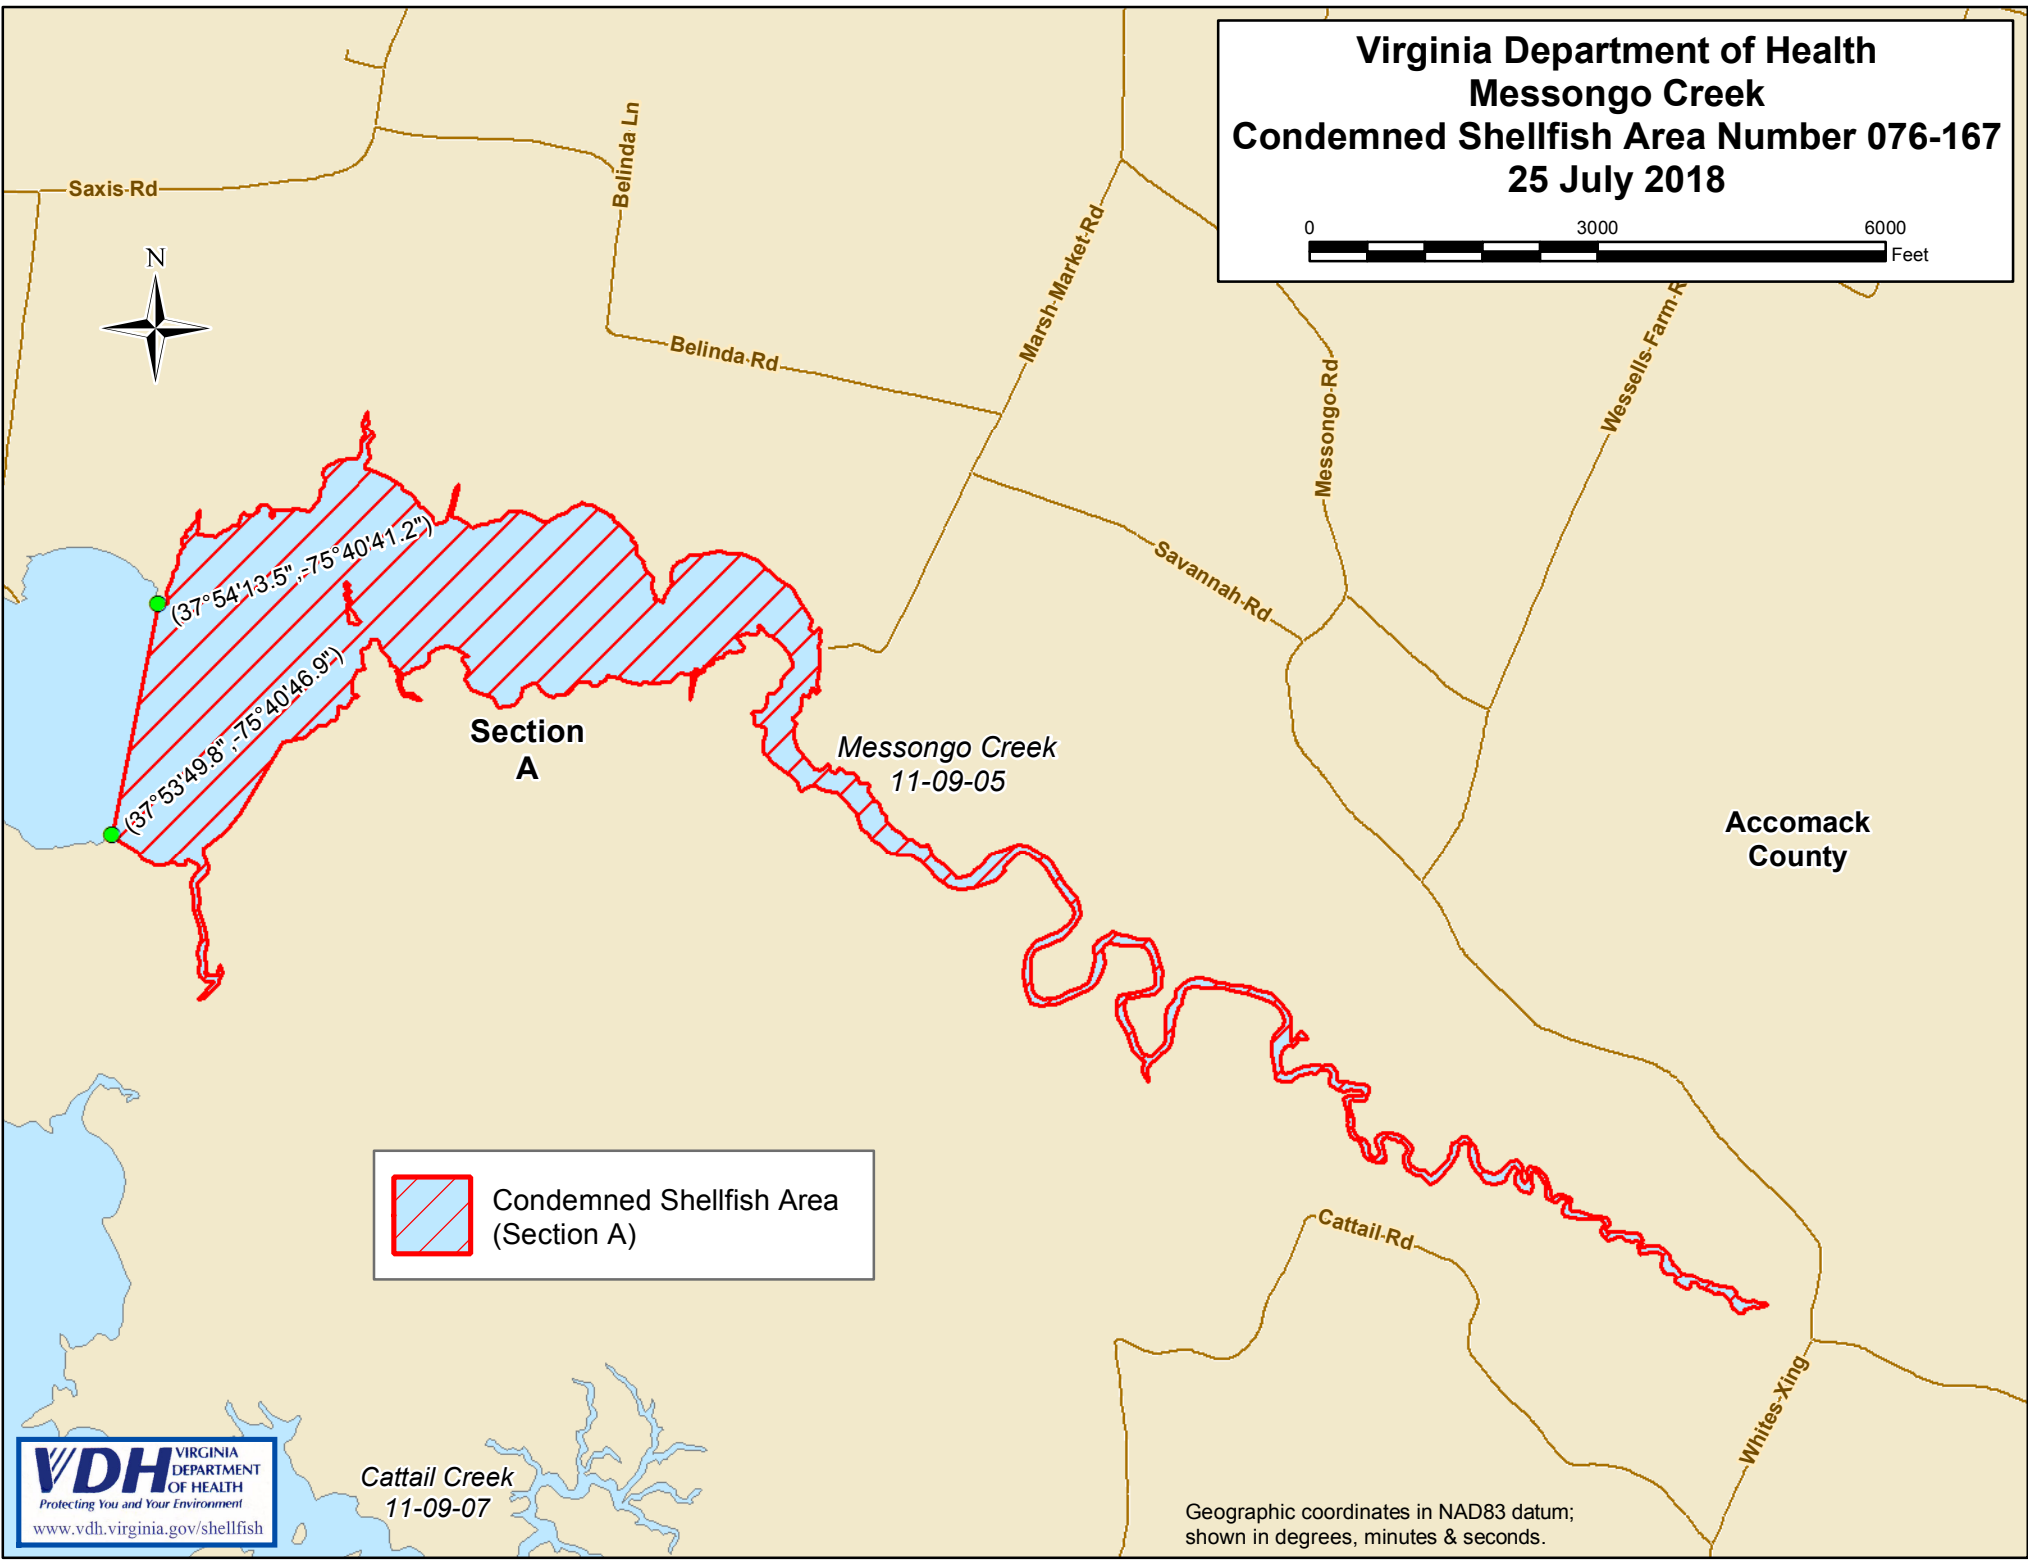 Virginia Department of Health
Messongo Creek
Condemned Shellfish Area Number 076-167
25 July 2018
0 3000 6000
Feet
Saxis Rd
Belinda Ln
Belinda Rd
Marsh Market Rd
Messongo Rd
Wessells Farm R
Savannah Rd
N
(37°54'13.5",-75°40'41.2")
(37°53'49.8",-75°40'46.9")
Section
A
Messongo Creek
11-09-05
Accomack
County
Condemned Shellfish Area
(Section A)
Cattail Rd
Whites Xing
Cattail Creek
11-09-07
VDH VIRGINIA
DEPARTMENT
OF HEALTH
Protecting You and Your Environment
www.vdh.virginia.gov/shellfish
Geographic coordinates in NAD83 datum;
shown in degrees, minutes & seconds.